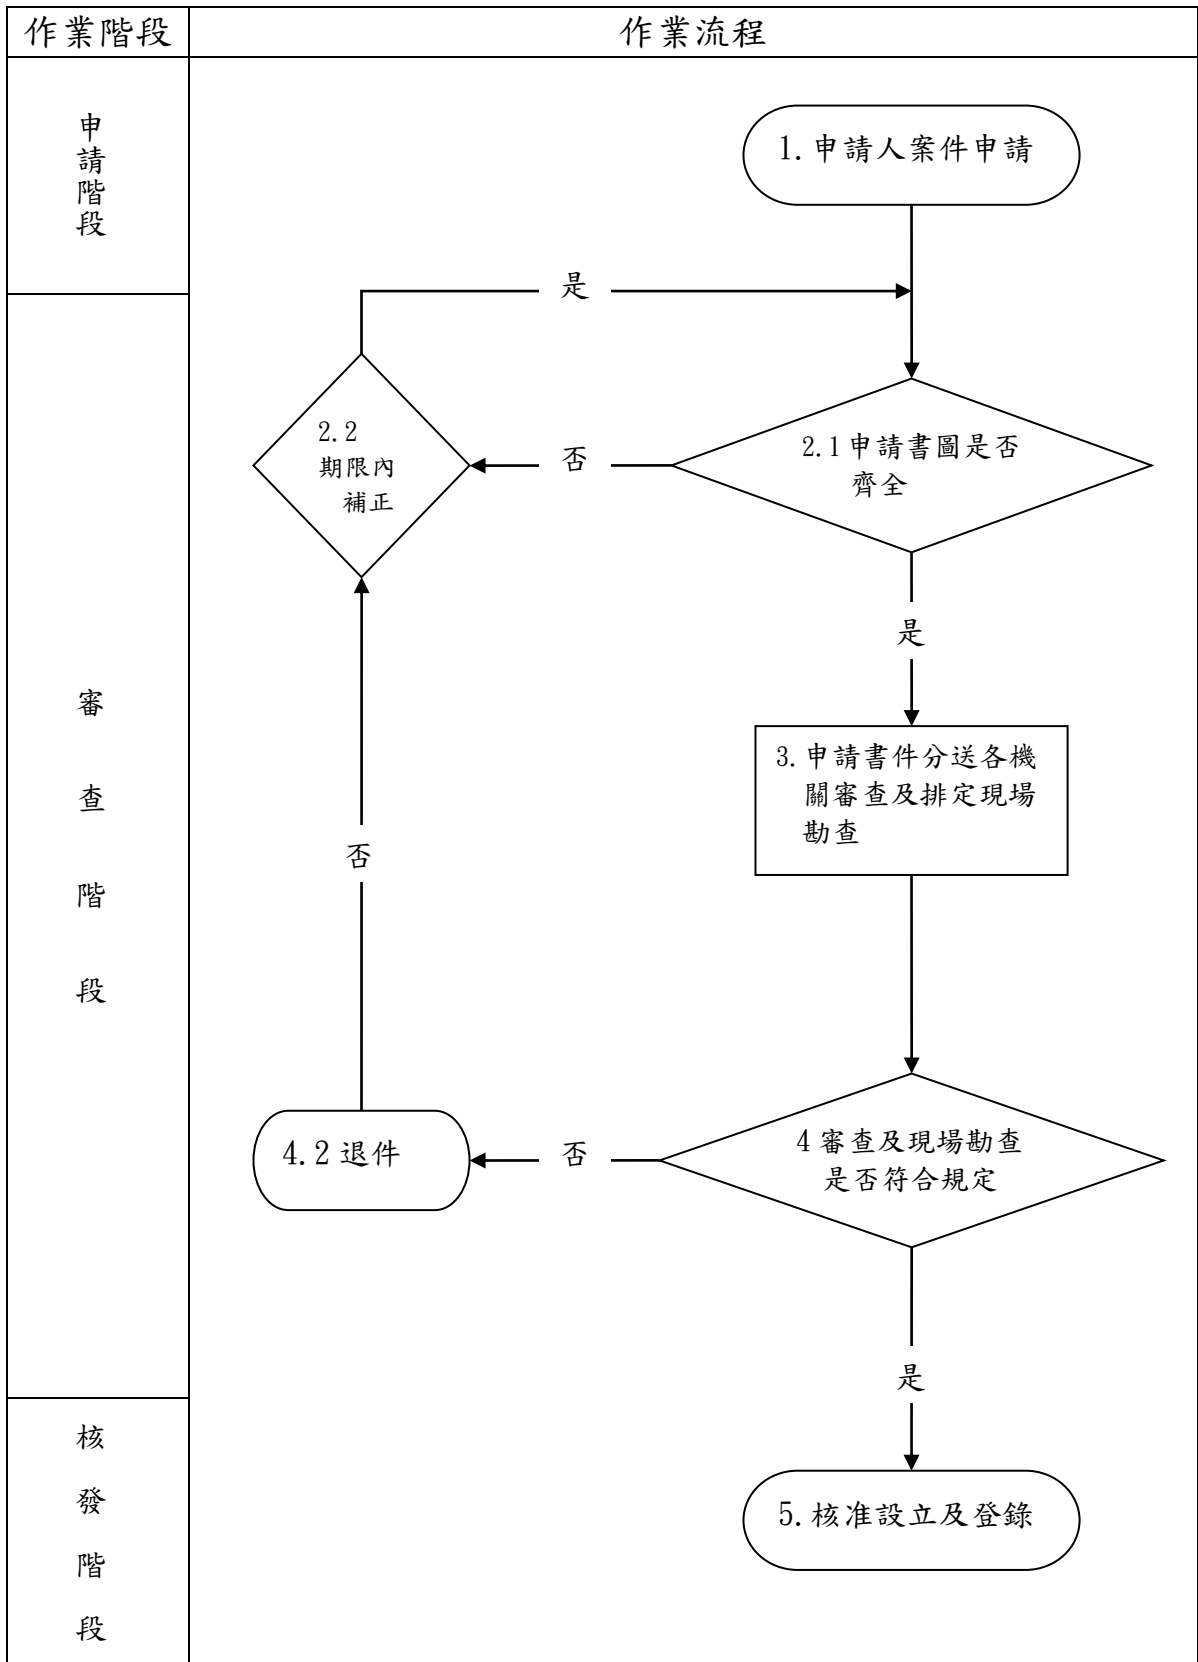 作業階段
作業流程
申請階段
1.申請人案件申請
是
審查階段
2.2
期限內
補正
否
2.1申請書圖是否
齊全
是
3.申請書件分送各機
關審查及排定現場
勘查
否
4.2退件
否
4審查及現場勘查
是否符合規定
是
核發階段
5.核准設立及登錄